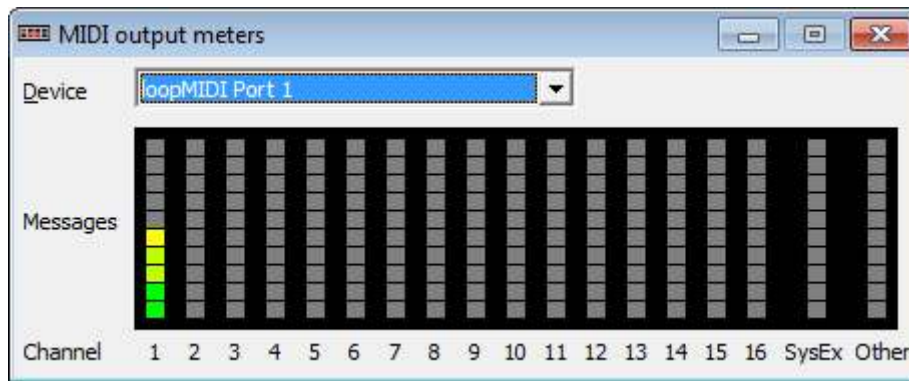 MIDI output meters
Device loopMIDI Port 1
Messages
Channel 1 2 3 4 5 6 7 8 9 10 11 12 13 14 15 16 SysEx Other